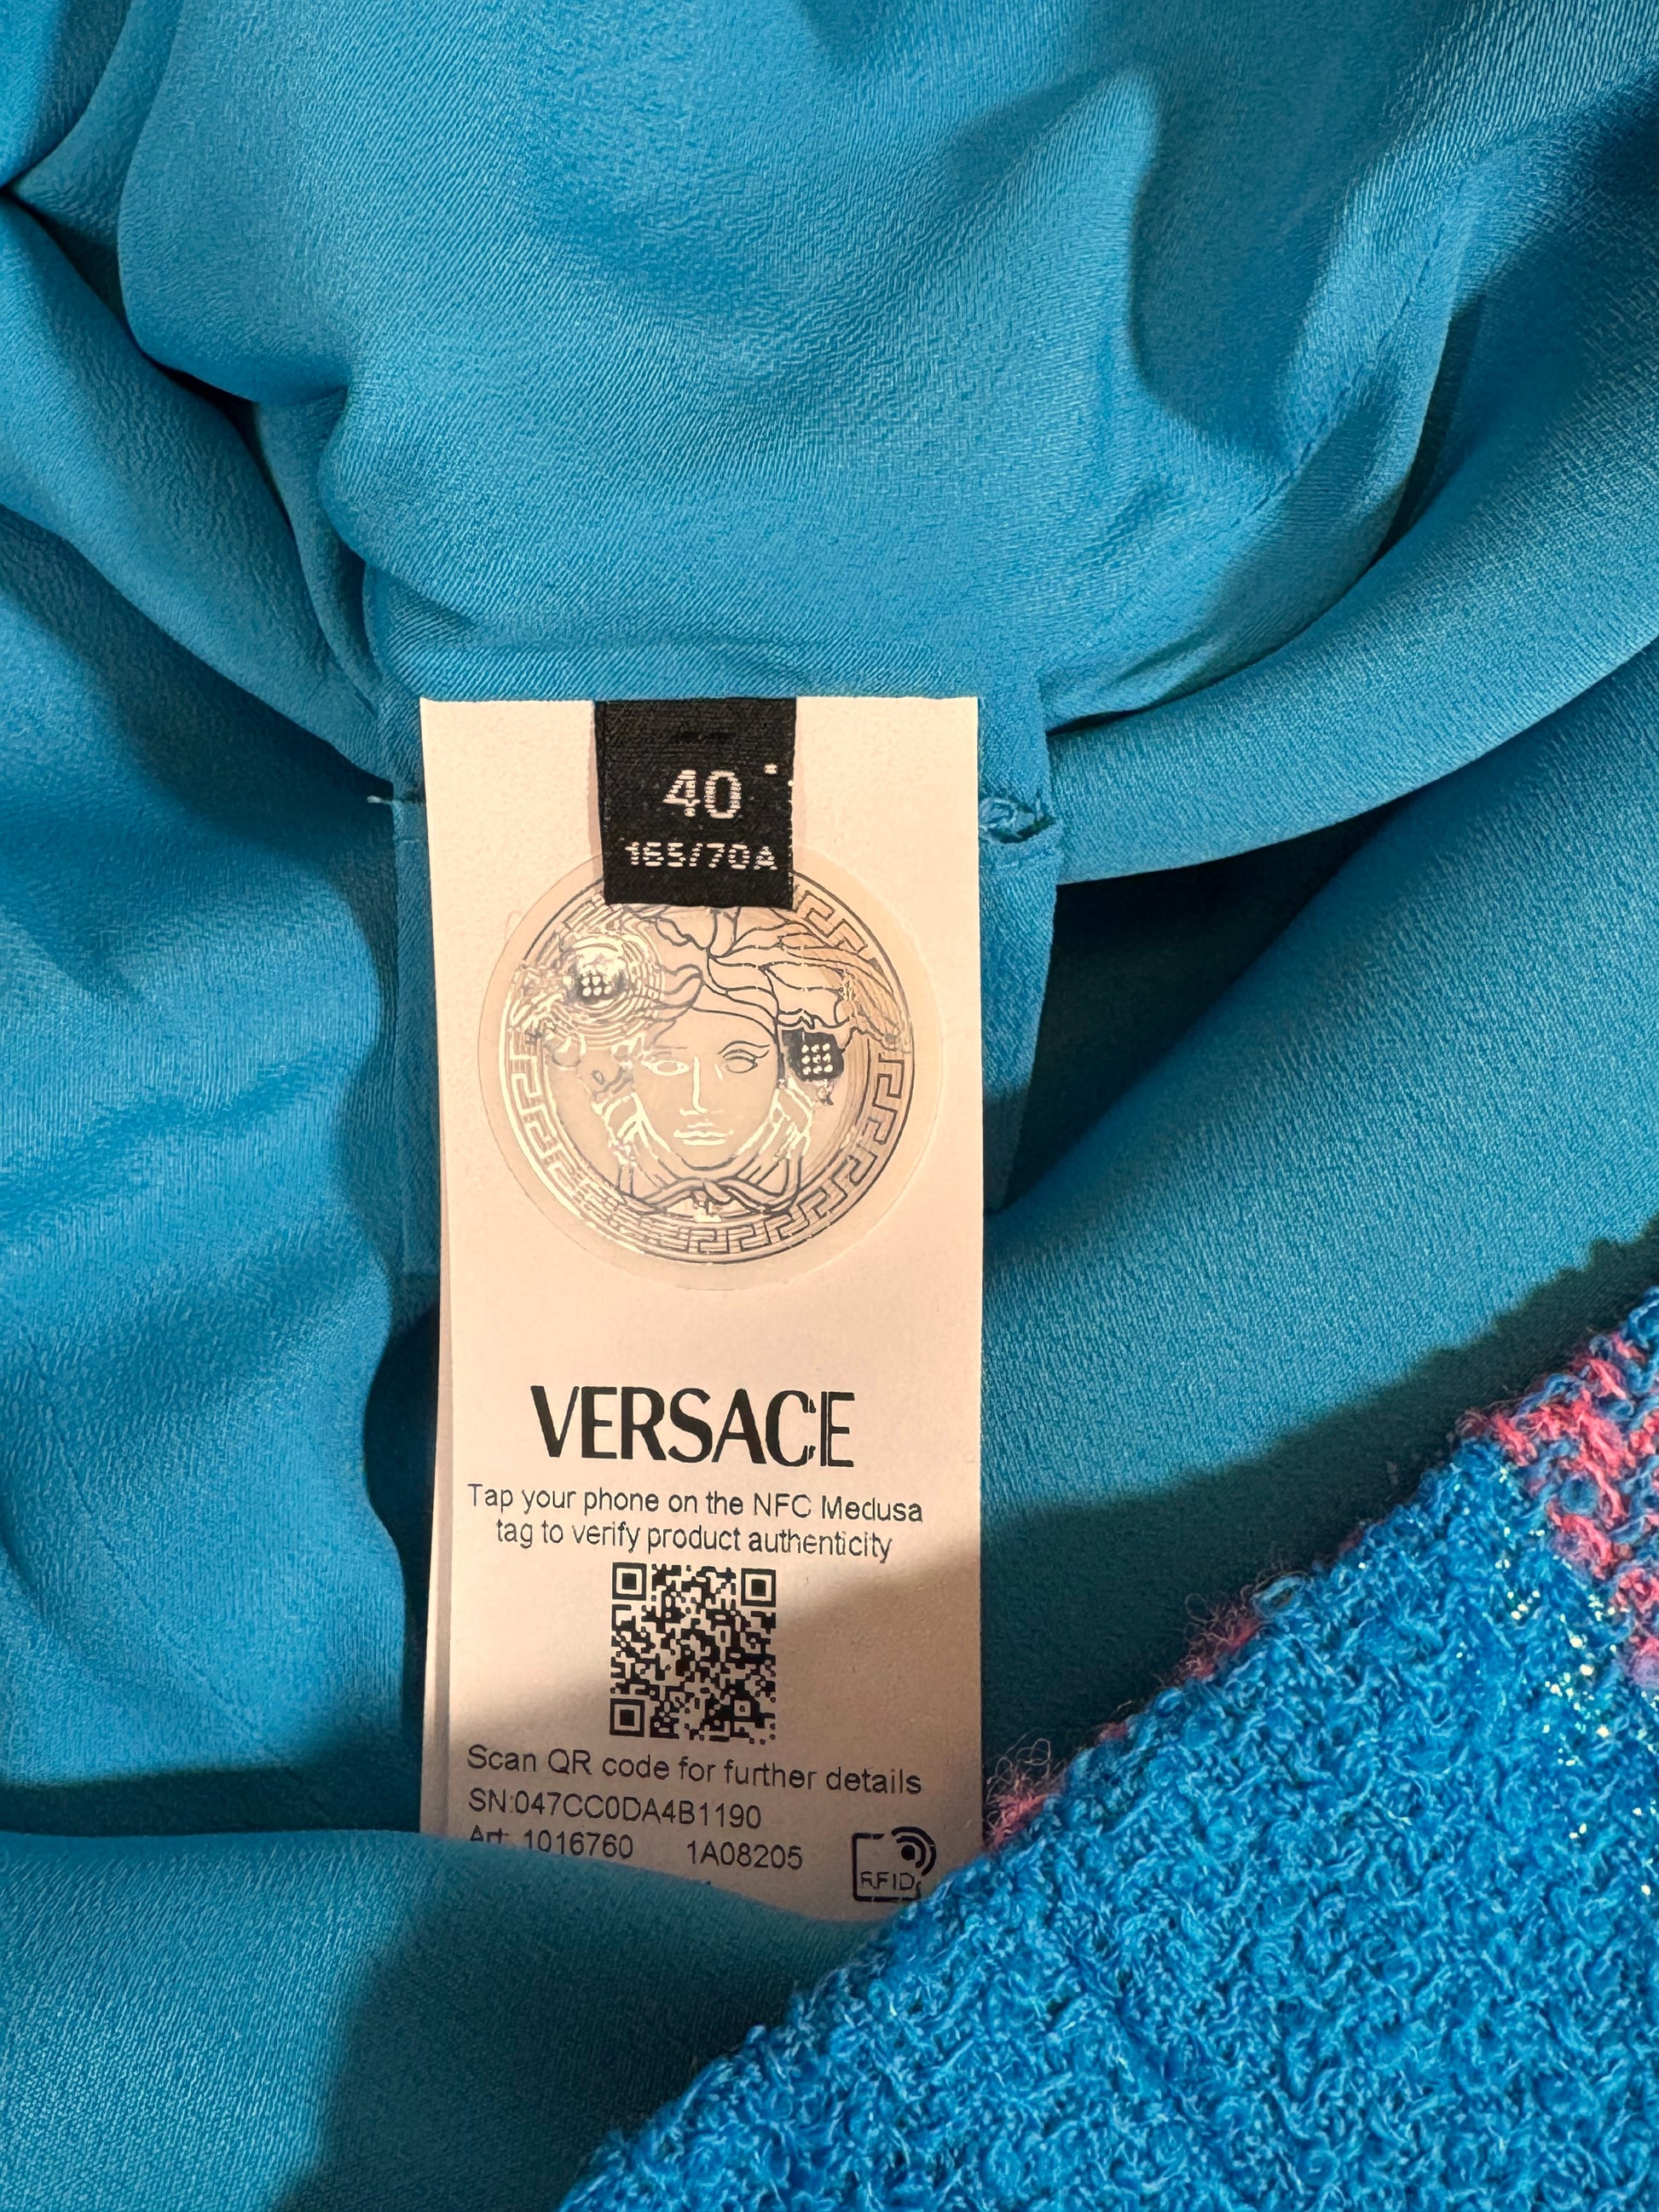 40
165/70A
VERSACE
Tap your phone on the NFC Medusa
tag to verify product authenticity
Scan QR code for further details
SN:047CC0DA4B1190
Art: 1016760 1A08205
RFID